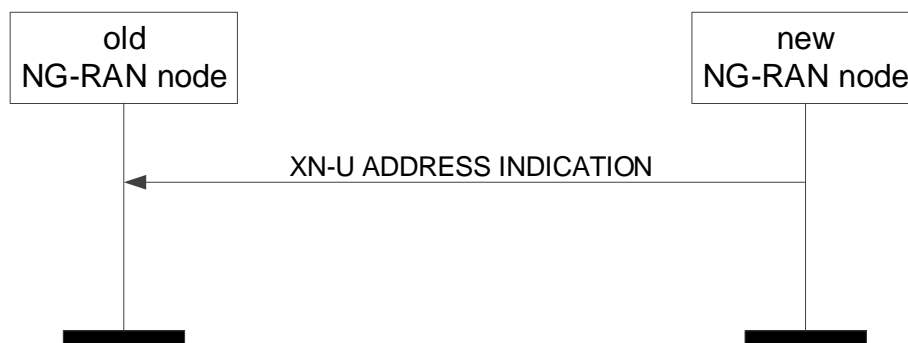 old
NG-RAN node
new
NG-RAN node
XN-U ADDRESS INDICATION